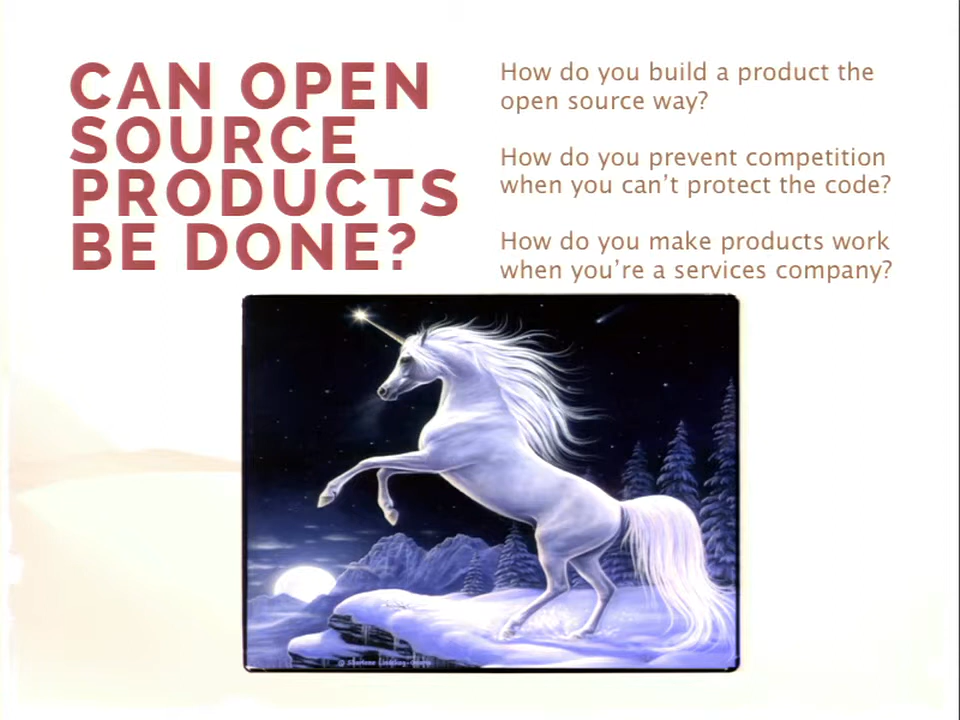 CAN OPEN
SOURCE
PRODUCTS
BE DONE?
How do you build a product the
open source way?
How do you prevent competition
when you can't protect the code?
How do you make products work
when you're a services company?